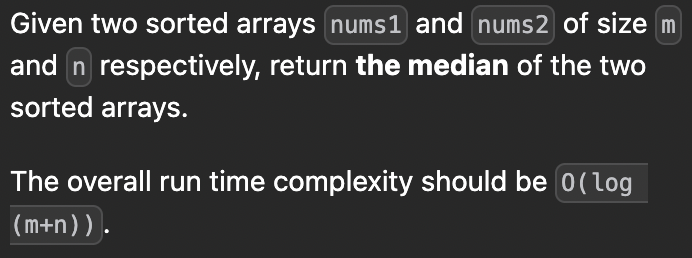 Given two sorted arrays nums1 and nums2 of size m
and n respectively, return the median of the two
sorted arrays.
The overall run time complexity should be O(log
(m+n)).